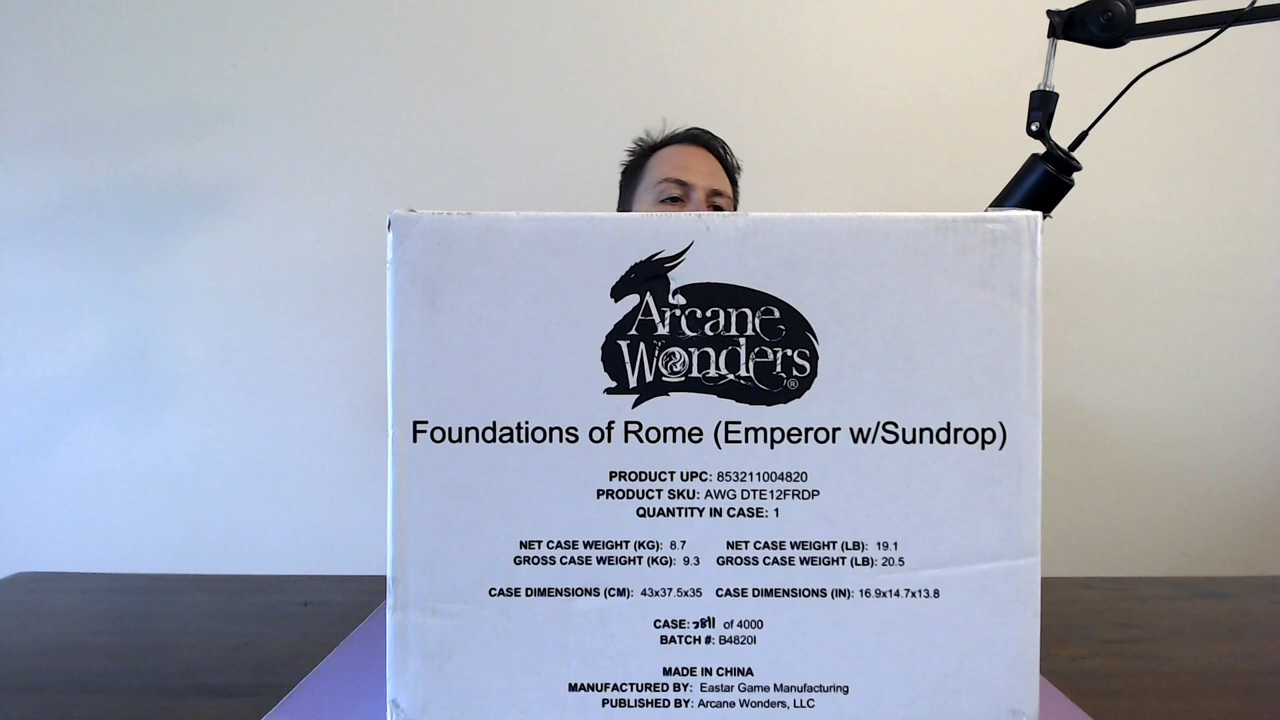 Arcane
Wonders®
Foundations of Rome (Emperor w/Sundrop)
PRODUCT UPC: 853211004820
PRODUCT SKU: AWG DTE12FRDP
QUANTITY IN CASE: 1
NET CASE WEIGHT (KG): 8.7 NET CASE WEIGHT (LB): 19.1
GROSS CASE WEIGHT (KG): 9.3 GROSS CASE WEIGHT (LB): 20.5
CASE DIMENSIONS (CM): 43x37.5x35 CASE DIMENSIONS (IN): 16.9x14.7x13.8
CASE: of 4000
BATCH #: B4820I
MADE IN CHINA
MANUFACTURED BY: Eastar Game Manufacturing
PUBLISHED BY: Arcane Wonders, LLC